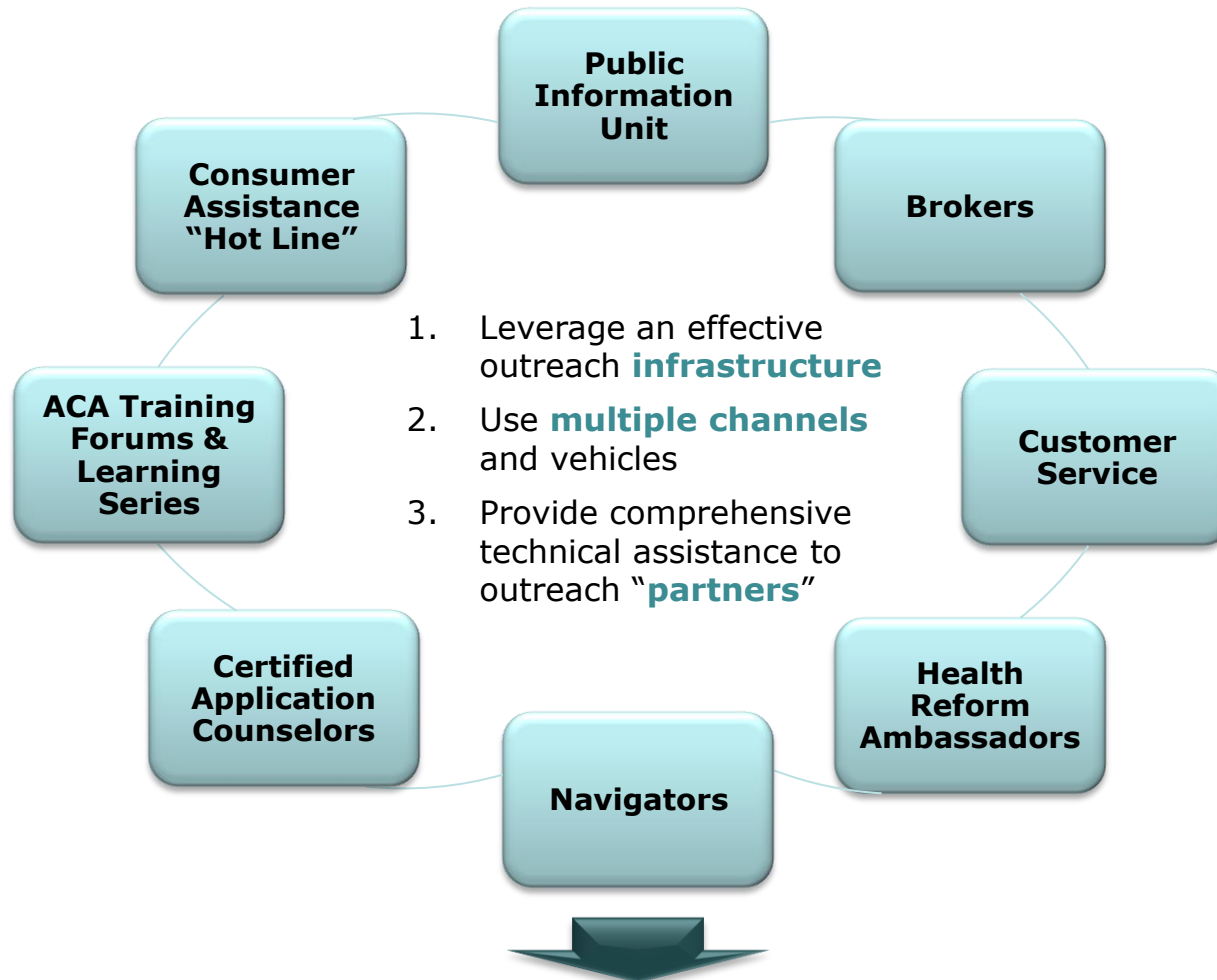 Public
Information
Unit
Brokers
Customer
Service
Health
Reform
Ambassadors
Navigators
Certified
Application
Counselors
ACA Training
Forums &
Learning
Series
Consumer
Assistance
“Hot Line”
1. Leverage an effective
outreach infrastructure
2. Use multiple channels
and vehicles
3. Provide comprehensive
technical assistance to
outreach “partners”